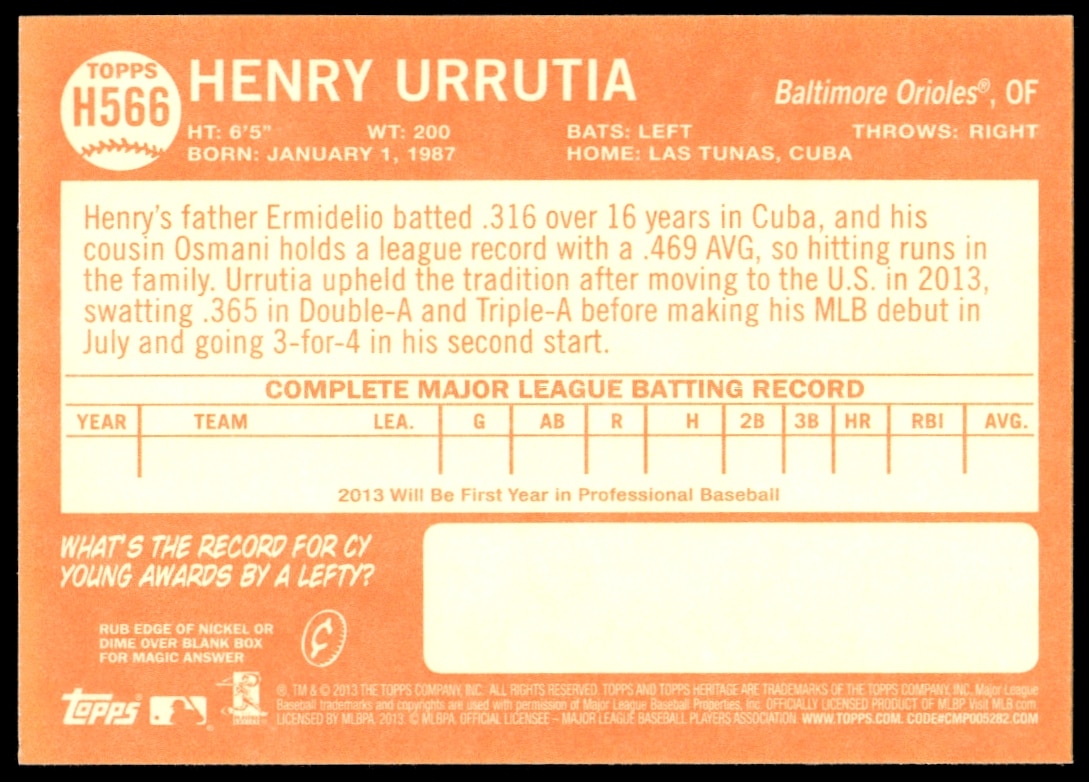 TOPPS
H566
HENRY URRUTIA
Baltimore Orioles®, OF
HT: 6'5" WT: 200 BATS: LEFT THROWS: RIGHT
BORN: JANUARY 1, 1987 HOME: LAS TUNAS, CUBA
Henry's father Ermidelio batted .316 over 16 years in Cuba, and his
cousin Osmani holds a league record with a .469 AVG, so hitting runs in
the family. Urrutia upheld the tradition after moving to the U.S. in 2013,
swatting .365 in Double-A and Triple-A before making his MLB debut in
July and going 3-for-4 in his second start.
COMPLETE MAJOR LEAGUE BATTING RECORD
YEAR TEAM LEA. G AB R H 2B 3B HR RBI AVG.
2013 Will Be First Year in Professional Baseball
WHAT'S THE RECORD FOR CY
YOUNG AWARDS BY A LEFTY?
RUB EDGE OF NICKEL OR
DIME OVER BLANK BOX
FOR MAGIC ANSWER
¢
Topps
®, TM & © 2013 THE TOPPS COMPANY, INC. ALL RIGHTS RESERVED. TOPPS AND TOPPS HERITAGE ARE TRADEMARKS OF THE TOPPS COMPANY, INC. Major League
Baseball trademarks and copyrights are used with permission of Major League Baseball Properties, Inc. OFFICIALLY LICENSED PRODUCT OF MLBP Visit MLB.com
LICENSED BY MLBPA, 2013. © MLBPA. OFFICIAL LICENSEE – MAJOR LEAGUE BASEBALL PLAYERS ASSOCIATION. WWW.TOPPS.COM. CODE#CMP005282.COM